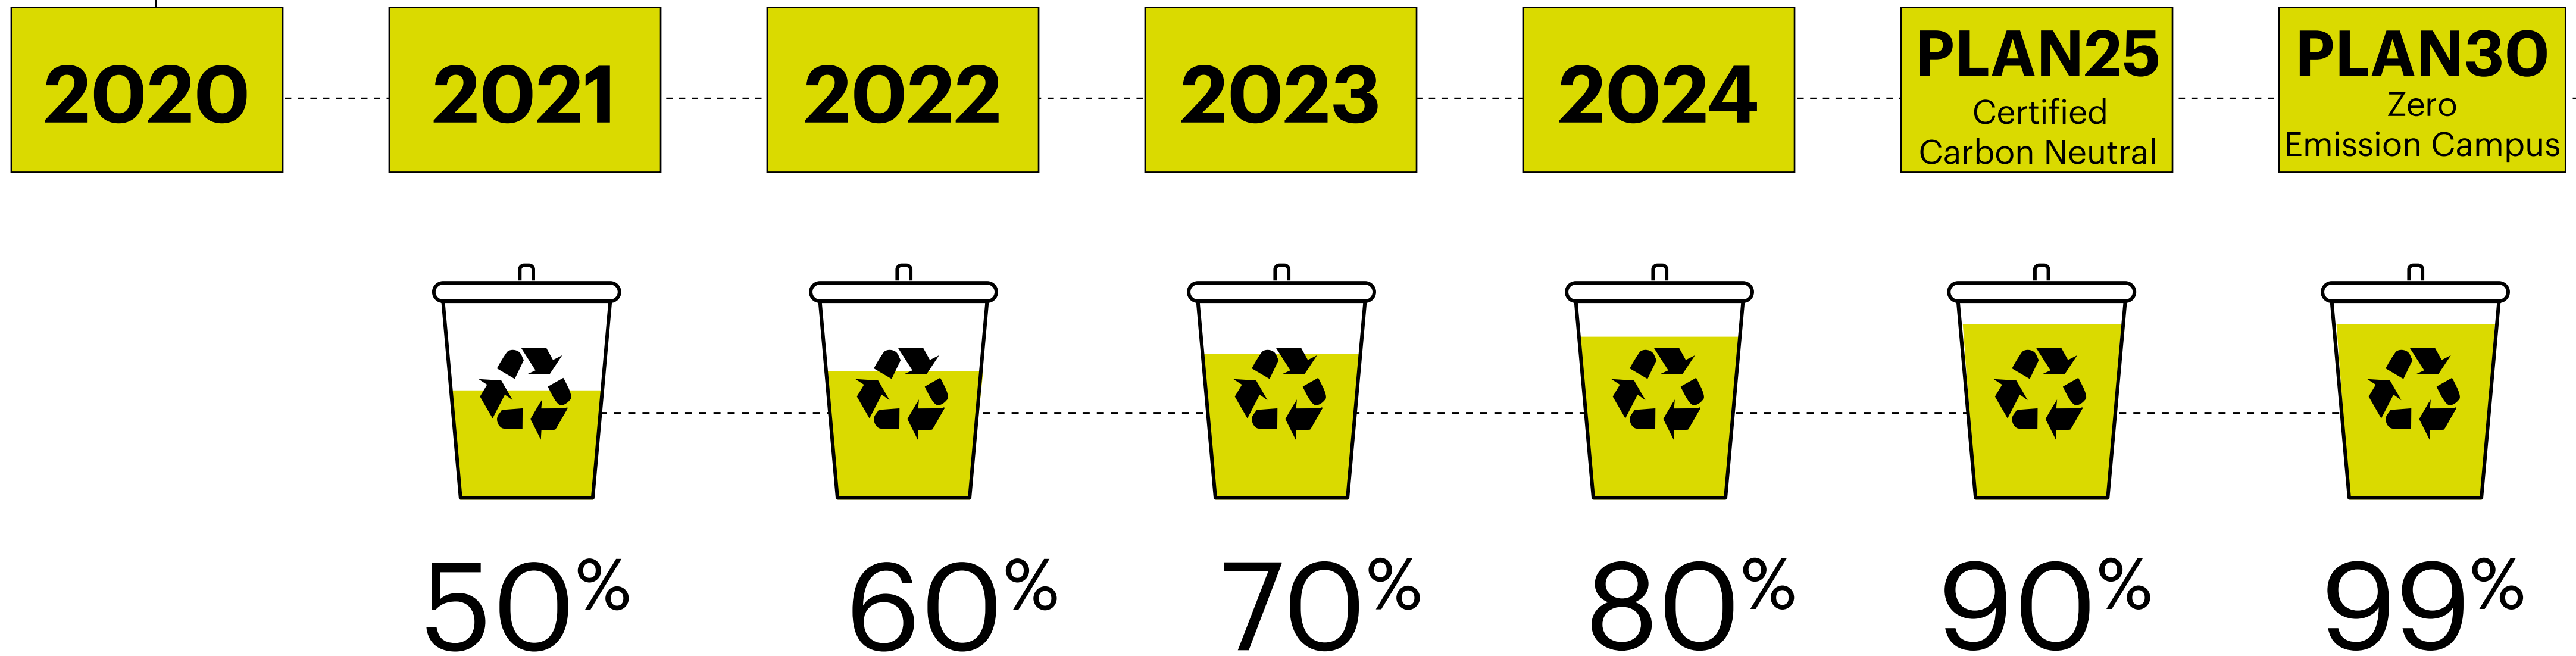 2020
2021
2022
2023
2024
PLAN25
Certified
Carbon Neutral
PLAN30
Zero
Emission Campus
50%
60%
70%
80%
90%
99%